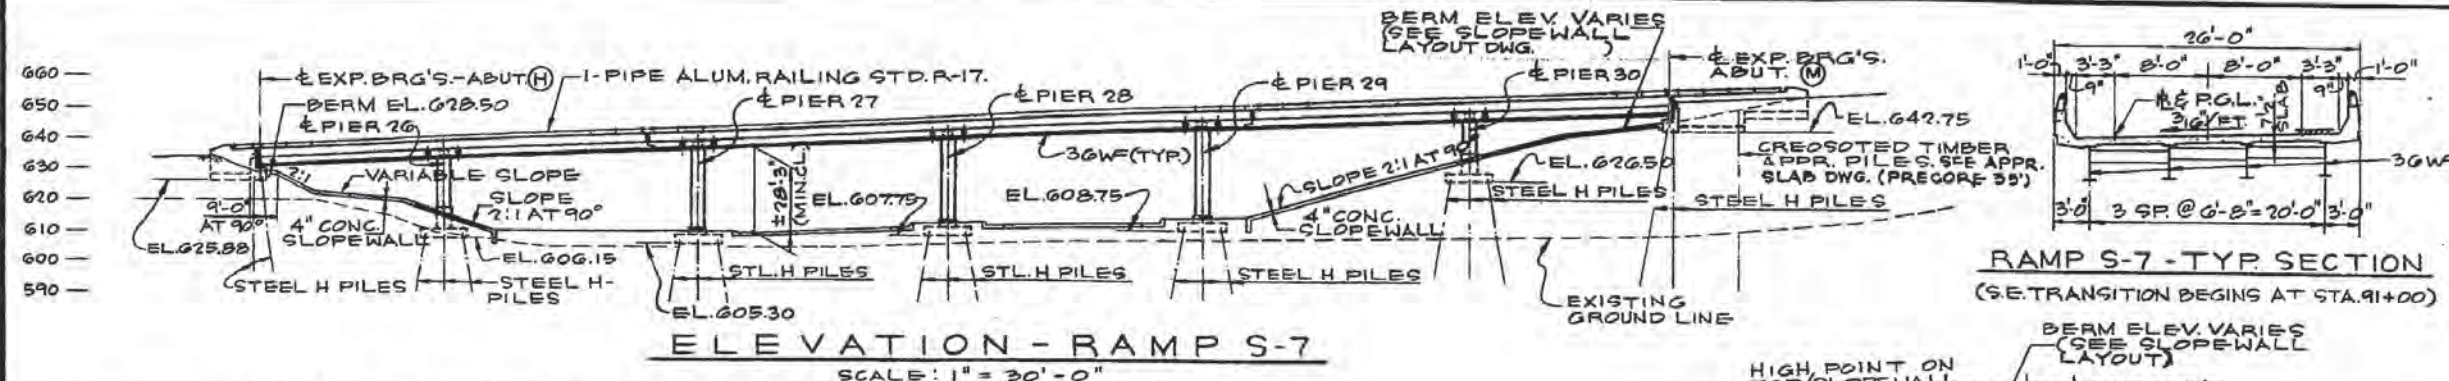 660
650
640
630
620
610
600
590
℄ EXP. BRG'S.-ABUT Ⓗ
1-PIPE ALUM. RAILING STD. R-17.
BERM EL. 628.50
℄ PIER 26
℄ PIER 27
℄ PIER 28
℄ PIER 29
BERM ELEV. VARIES
(SEE SLOPEWALL
LAYOUT DWG. )
℄ PIER 30
℄ EXP. BRG'S.
ABUT. Ⓜ
EL. 642.75
CREOSOTED TIMBER
APPR. PILES. SEE APPR.
SLAB DWG. (PRECORE 35')
2:1
VARIABLE SLOPE
SLOPE
2:1 AT 90°
9'-0"
AT 90°
4" CONC.
SLOPEWALL
EL. 625.88
STEEL H PILES
EL. 606.15
STEEL H-
PILES
±28'-3"
(MIN.CL.)
36WF(TYP.)
EL. 607.75
EL. 608.75
SLOPE 2:1 AT 90°
4" CONC.
SLOPEWALL
EL. 626.50
STEEL H PILES
STEEL H PILES
STL. H PILES
STL. H PILES
STEEL H PILES
EL. 605.30
EXISTING
GROUND LINE
ELEVATION - RAMP S-7
SCALE: 1" = 30'-0"
26'-0"
1'-0"
3'-3"
8'-0"
8'-0"
3'-3"
1'-0"
9"
9"
& P.G.L.
3/16"/FT.
7 1/2"
SLAB
36WF
3'-0"
3 SP. @ 6'-8"=20'-0"
3'-0"
RAMP S-7 - TYP. SECTION
(S.E. TRANSITION BEGINS AT STA. 91+00)
BERM ELEV. VARIES
(SEE SLOPEWALL
LAYOUT)
HIGH POINT ON